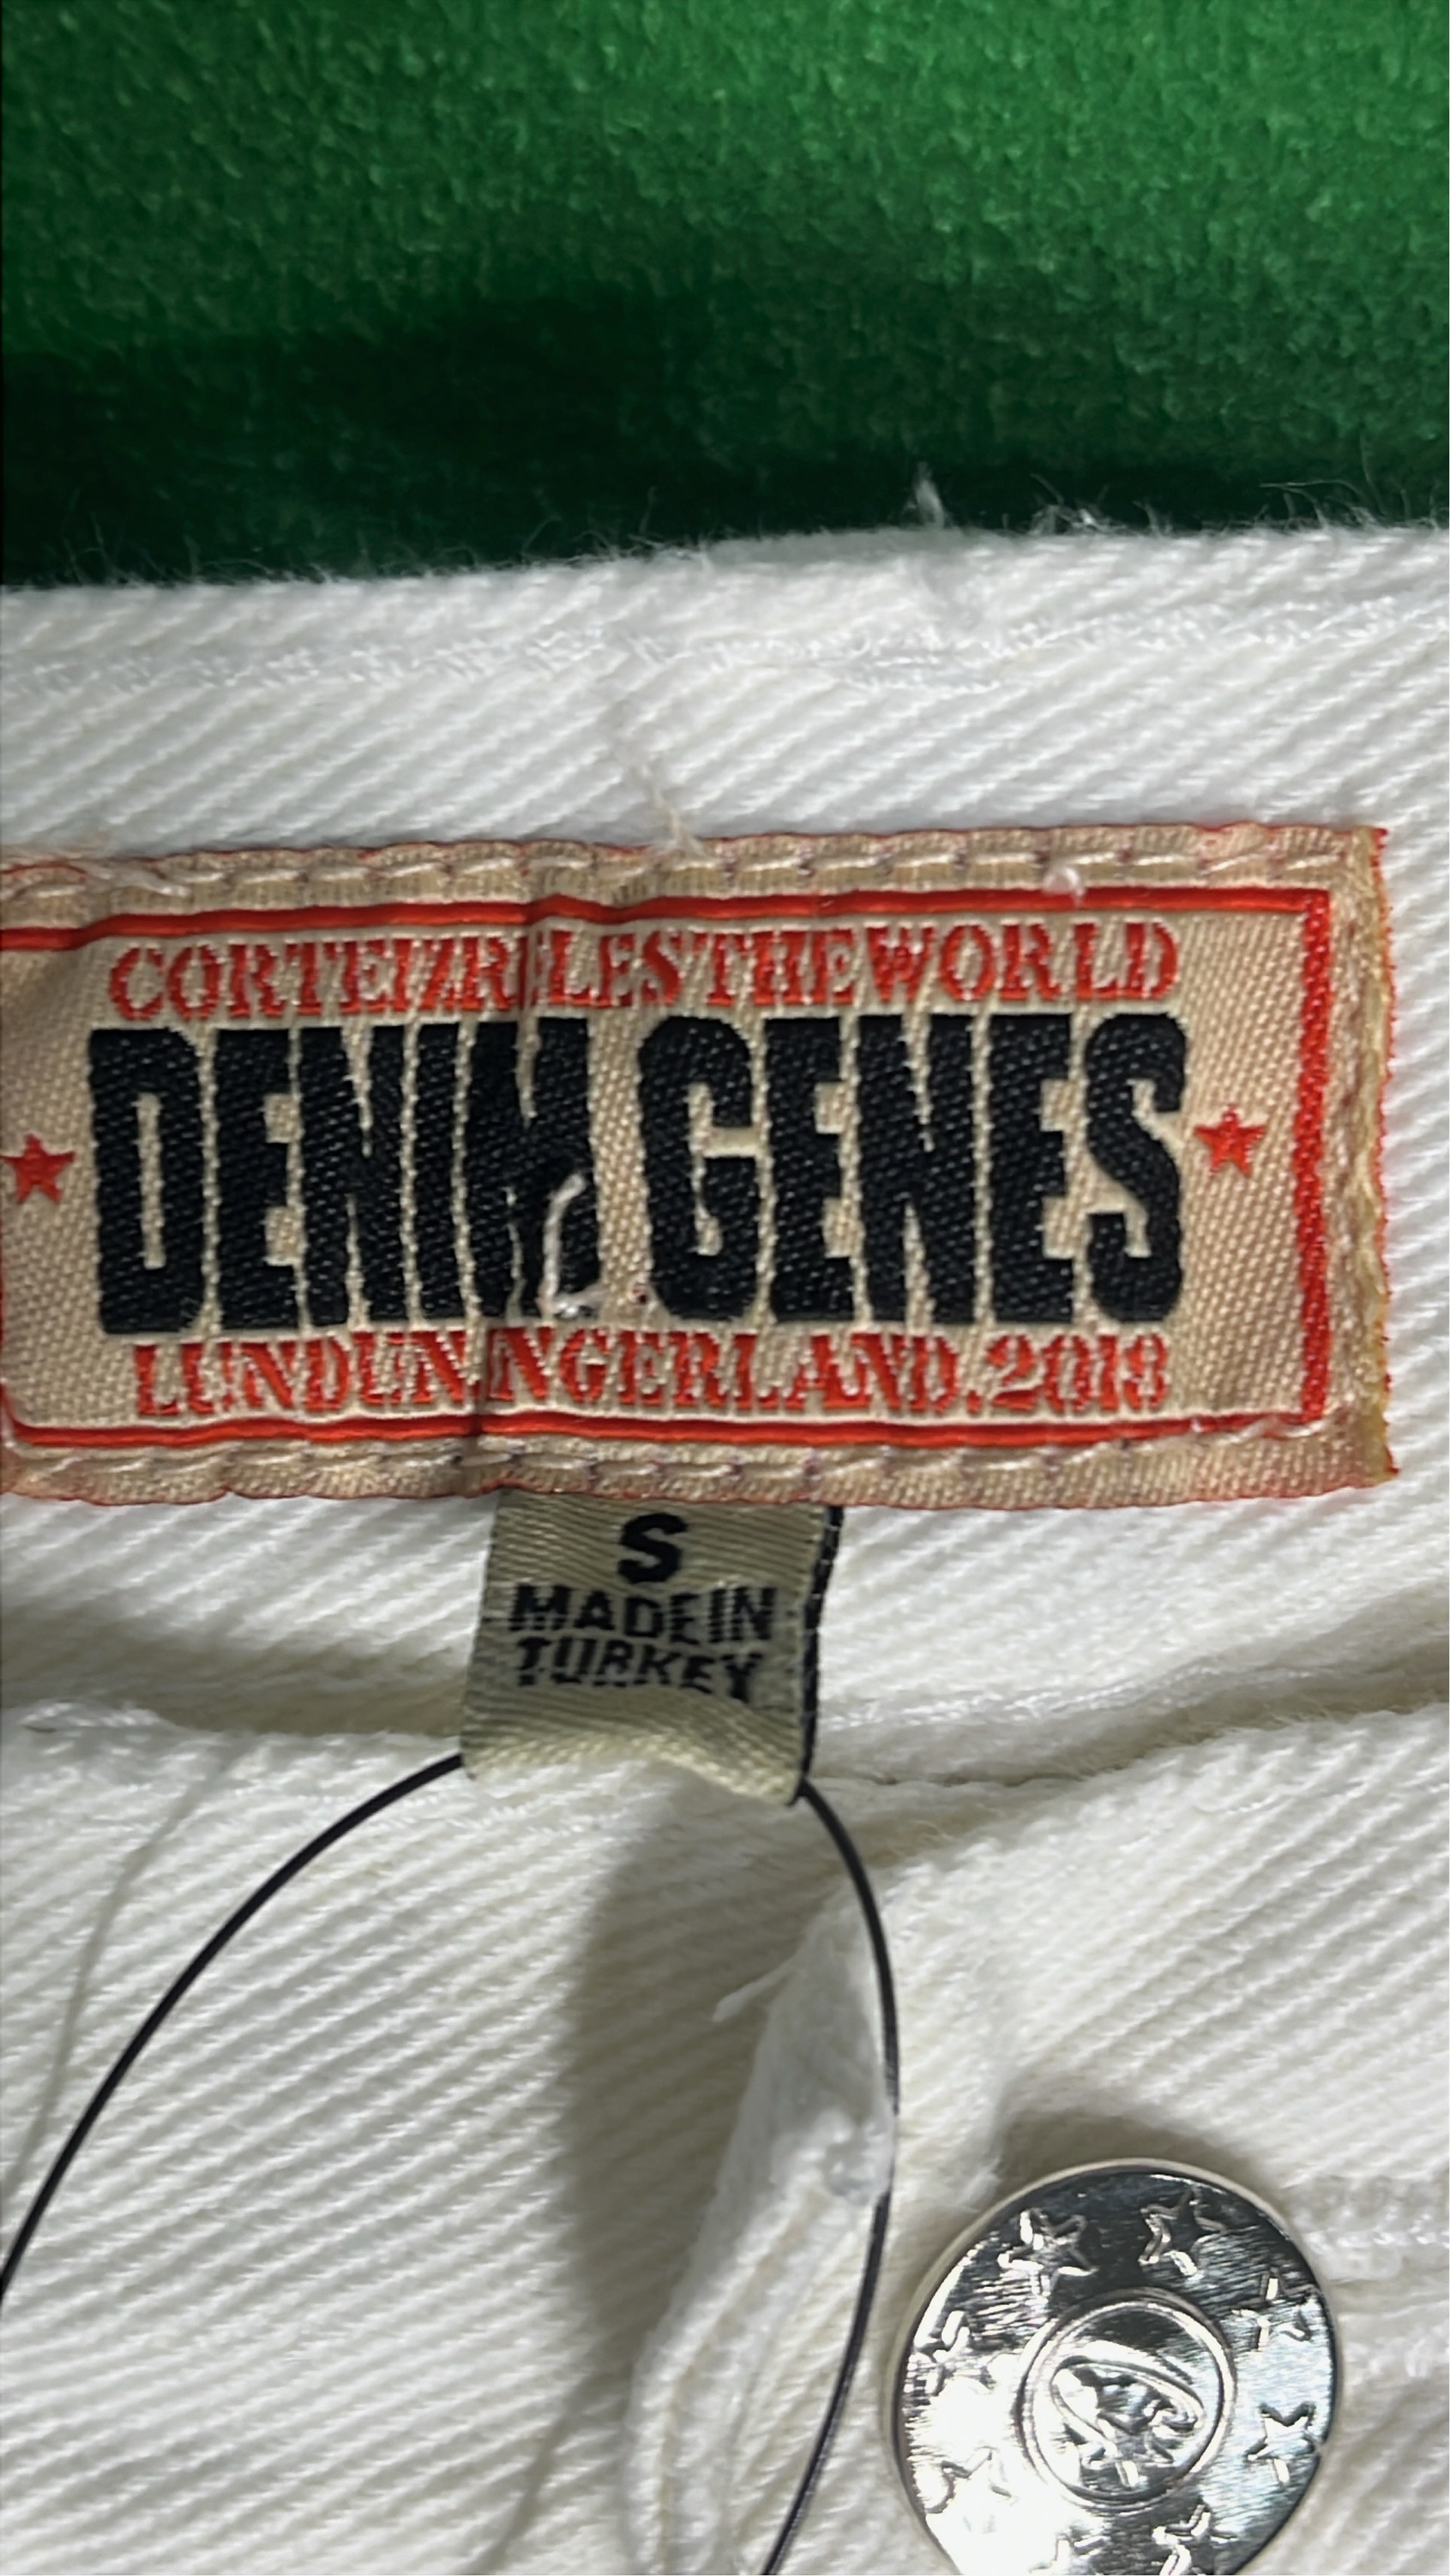 CORTEIZRULESTHEWORLD
DENIM GENES
LUNDUN INGERLAND.2018
S
MADE IN
TURKEY